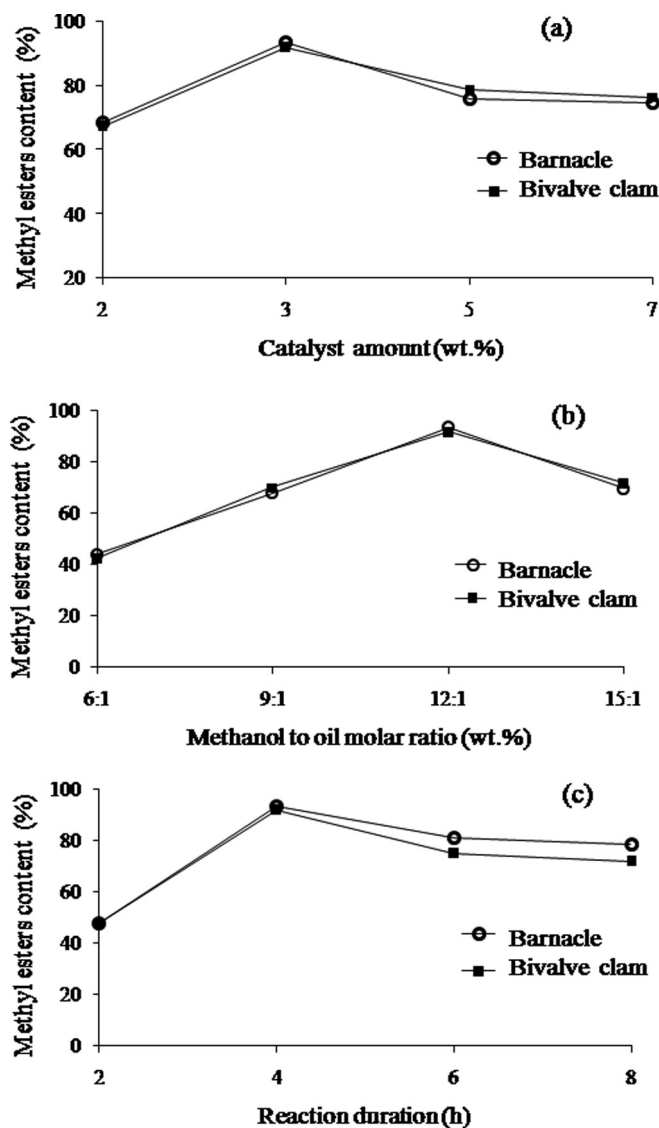 (a)
Methyl esters content (%)
100
80
60
40
20
Barnacle
Bivalve clam
2 3 5 7
Catalyst amount (wt.%)
(b)
Methyl esters content (%)
100
80
60
40
20
0
Barnacle
Bivalve clam
6:1 9:1 12:1 15:1
Methanol to oil molar ratio (wt.%)
(c)
Methyl esters content (%)
100
80
60
40
20
0
Barnacle
Bivalve clam
2 4 6 8
Reaction duration (h)